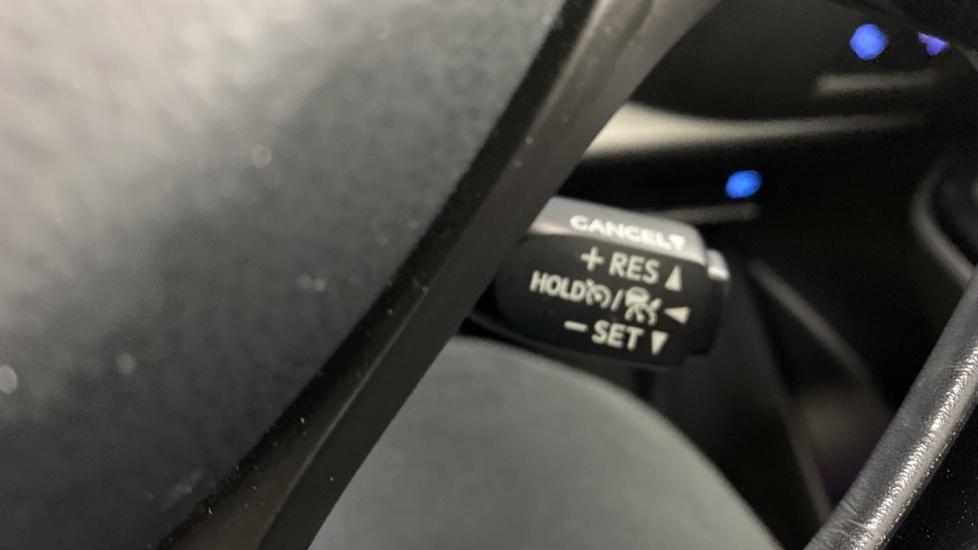 CANCEL
+ RES
HOLD /
− SET